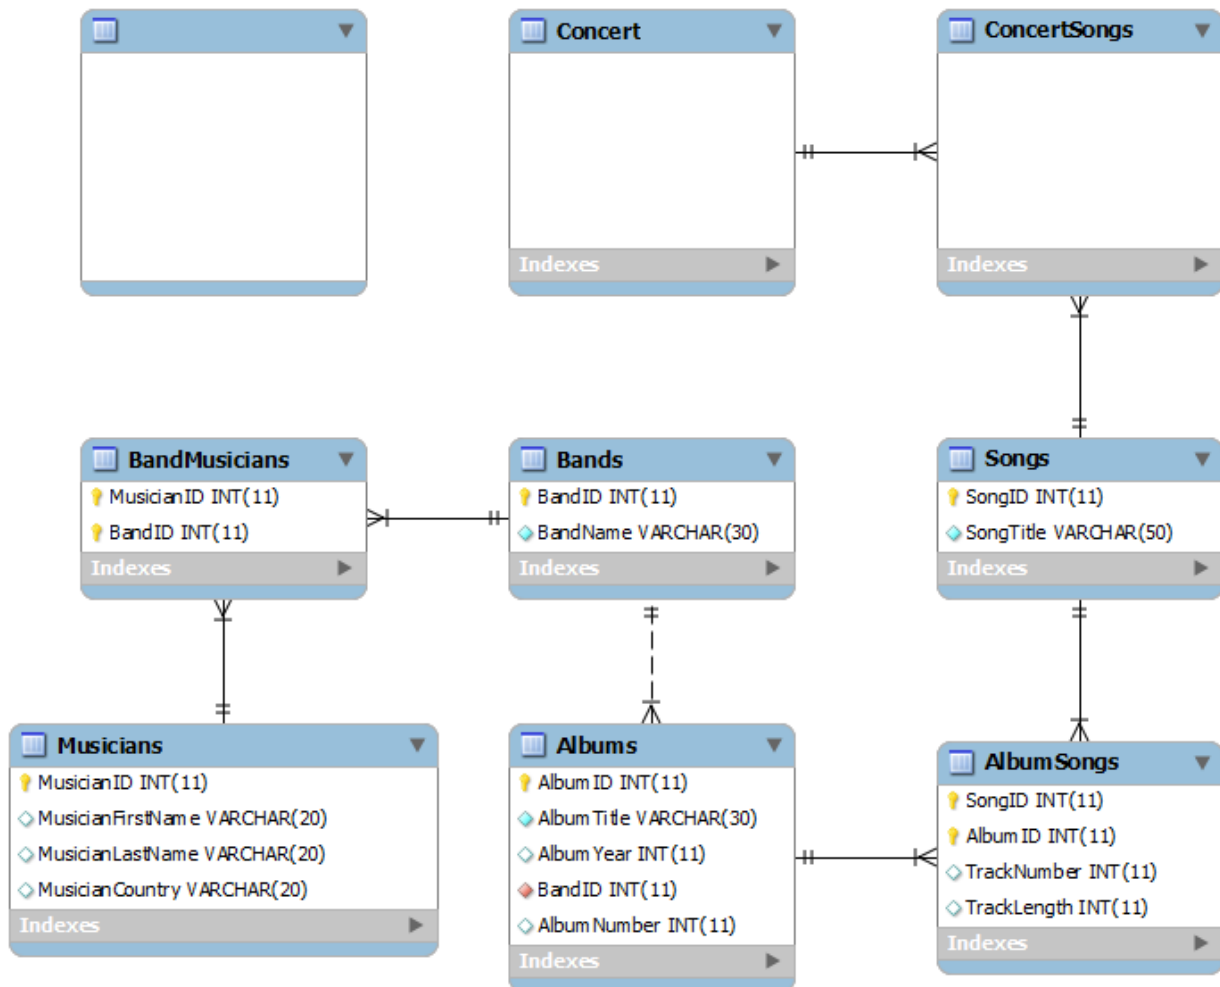 Concert
Indexes
ConcertSongs
Indexes
BandMusicians
MusicianID INT(11)
BandID INT(11)
Indexes
Bands
BandID INT(11)
BandName VARCHAR(30)
Indexes
Songs
SongID INT(11)
SongTitle VARCHAR(50)
Indexes
Musicians
MusicianID INT(11)
MusicianFirstName VARCHAR(20)
MusicianLastName VARCHAR(20)
MusicianCountry VARCHAR(20)
Indexes
Albums
AlbumID INT(11)
AlbumTitle VARCHAR(30)
AlbumYear INT(11)
BandID INT(11)
AlbumNumber INT(11)
Indexes
AlbumSongs
SongID INT(11)
AlbumID INT(11)
TrackNumber INT(11)
TrackLength INT(11)
Indexes